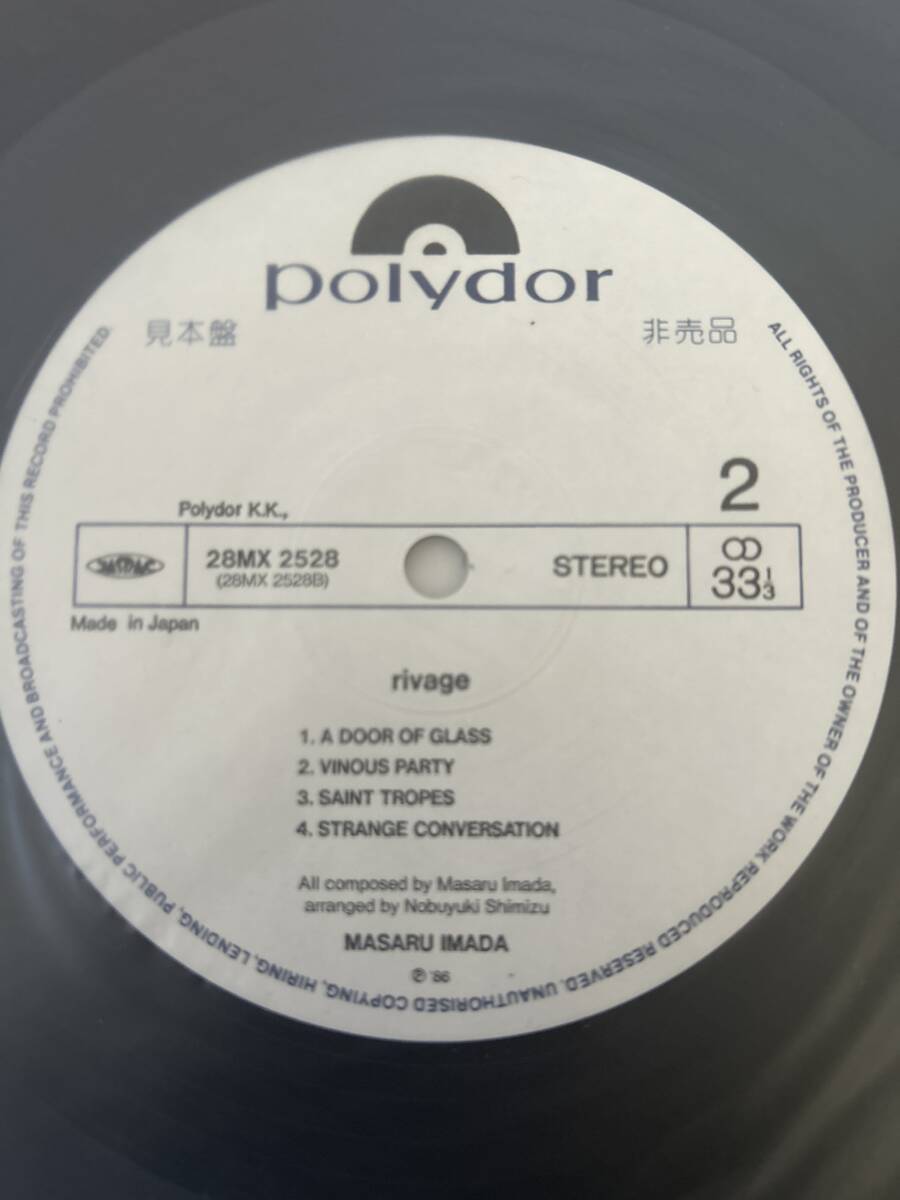 polydor
見本盤
非売品
2
Polydor K.K.,
JASRAC
28MX 2528
(28MX 2528B)
STEREO
33 1/3
Made in Japan
rivage
1. A DOOR OF GLASS
2. VINOUS PARTY
3. SAINT TROPES
4. STRANGE CONVERSATION
All composed by Masaru Imada,
arranged by Nobuyuki Shimizu
MASARU IMADA
℗ '86
ALL RIGHTS OF THE PRODUCER AND OF THE OWNER OF THE WORK REPRODUCED RESERVED. UNAUTHORISED COPYING, HIRING, LENDING, PUBLIC PERFORMANCE AND BROADCASTING OF THIS RECORD PROHIBITED